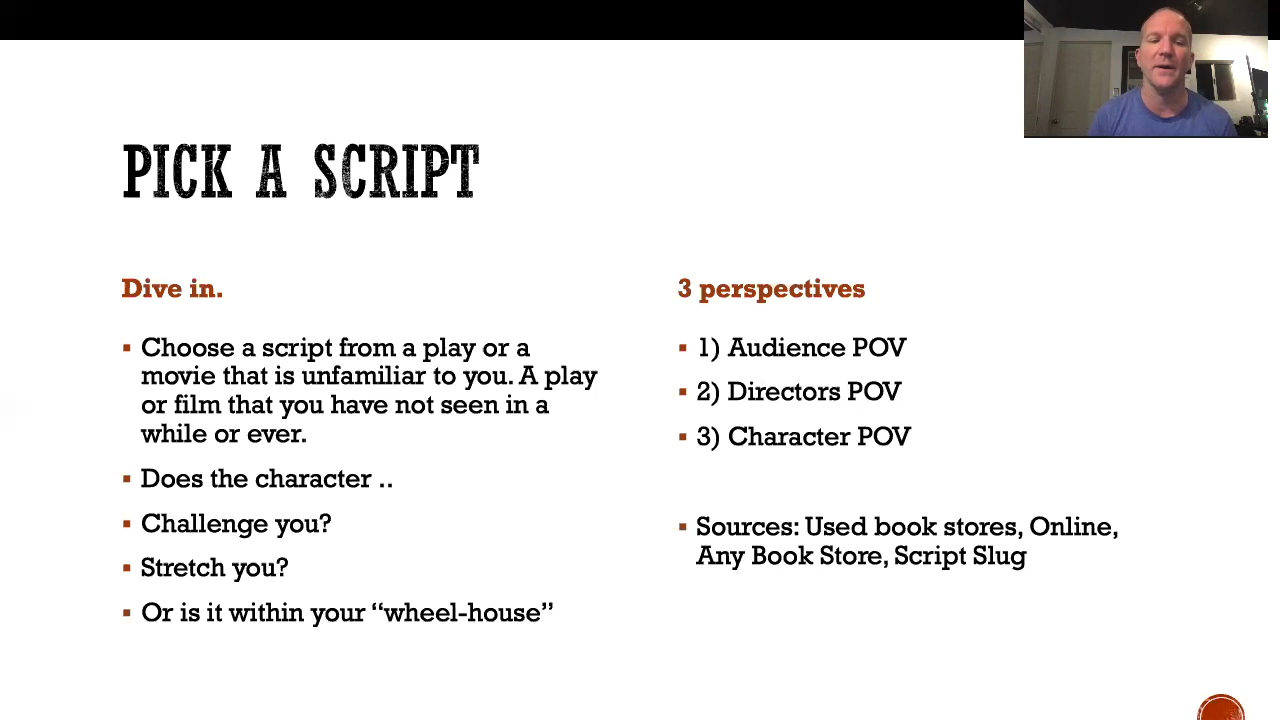 PICK A SCRIPT
Dive in.
▪ Choose a script from a play or a
movie that is unfamiliar to you. A play
or film that you have not seen in a
while or ever.
▪ Does the character ..
▪ Challenge you?
▪ Stretch you?
▪ Or is it within your “wheel-house”
3 perspectives
▪ 1) Audience POV
▪ 2) Directors POV
▪ 3) Character POV
▪ Sources: Used book stores, Online,
Any Book Store, Script Slug